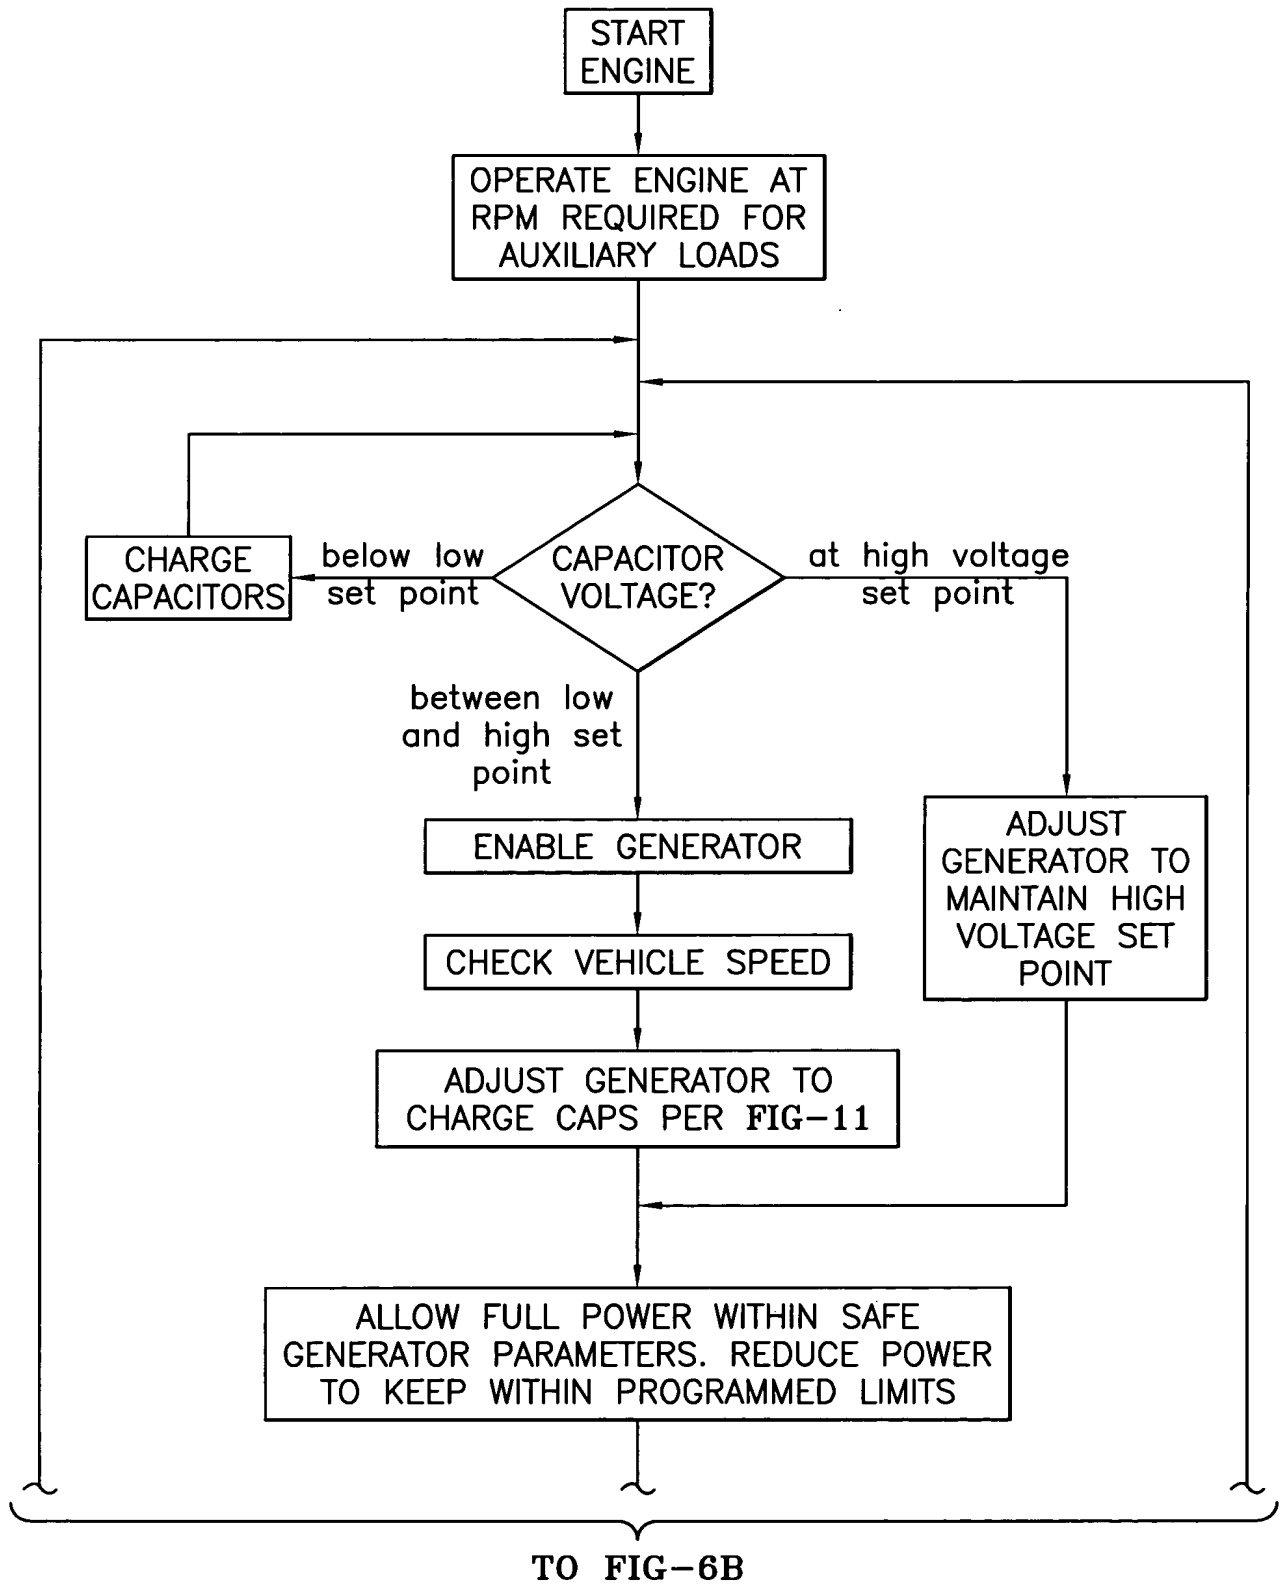 START
ENGINE
OPERATE ENGINE AT
RPM REQUIRED FOR
AUXILIARY LOADS
CHARGE
CAPACITORS
below low
set point
CAPACITOR
VOLTAGE?
at high voltage
set point
between low
and high set
point
ENABLE GENERATOR
CHECK VEHICLE SPEED
ADJUST GENERATOR TO
CHARGE CAPS PER FIG-11
ADJUST
GENERATOR TO
MAINTAIN HIGH
VOLTAGE SET
POINT
ALLOW FULL POWER WITHIN SAFE
GENERATOR PARAMETERS. REDUCE POWER
TO KEEP WITHIN PROGRAMMED LIMITS
TO FIG-6B